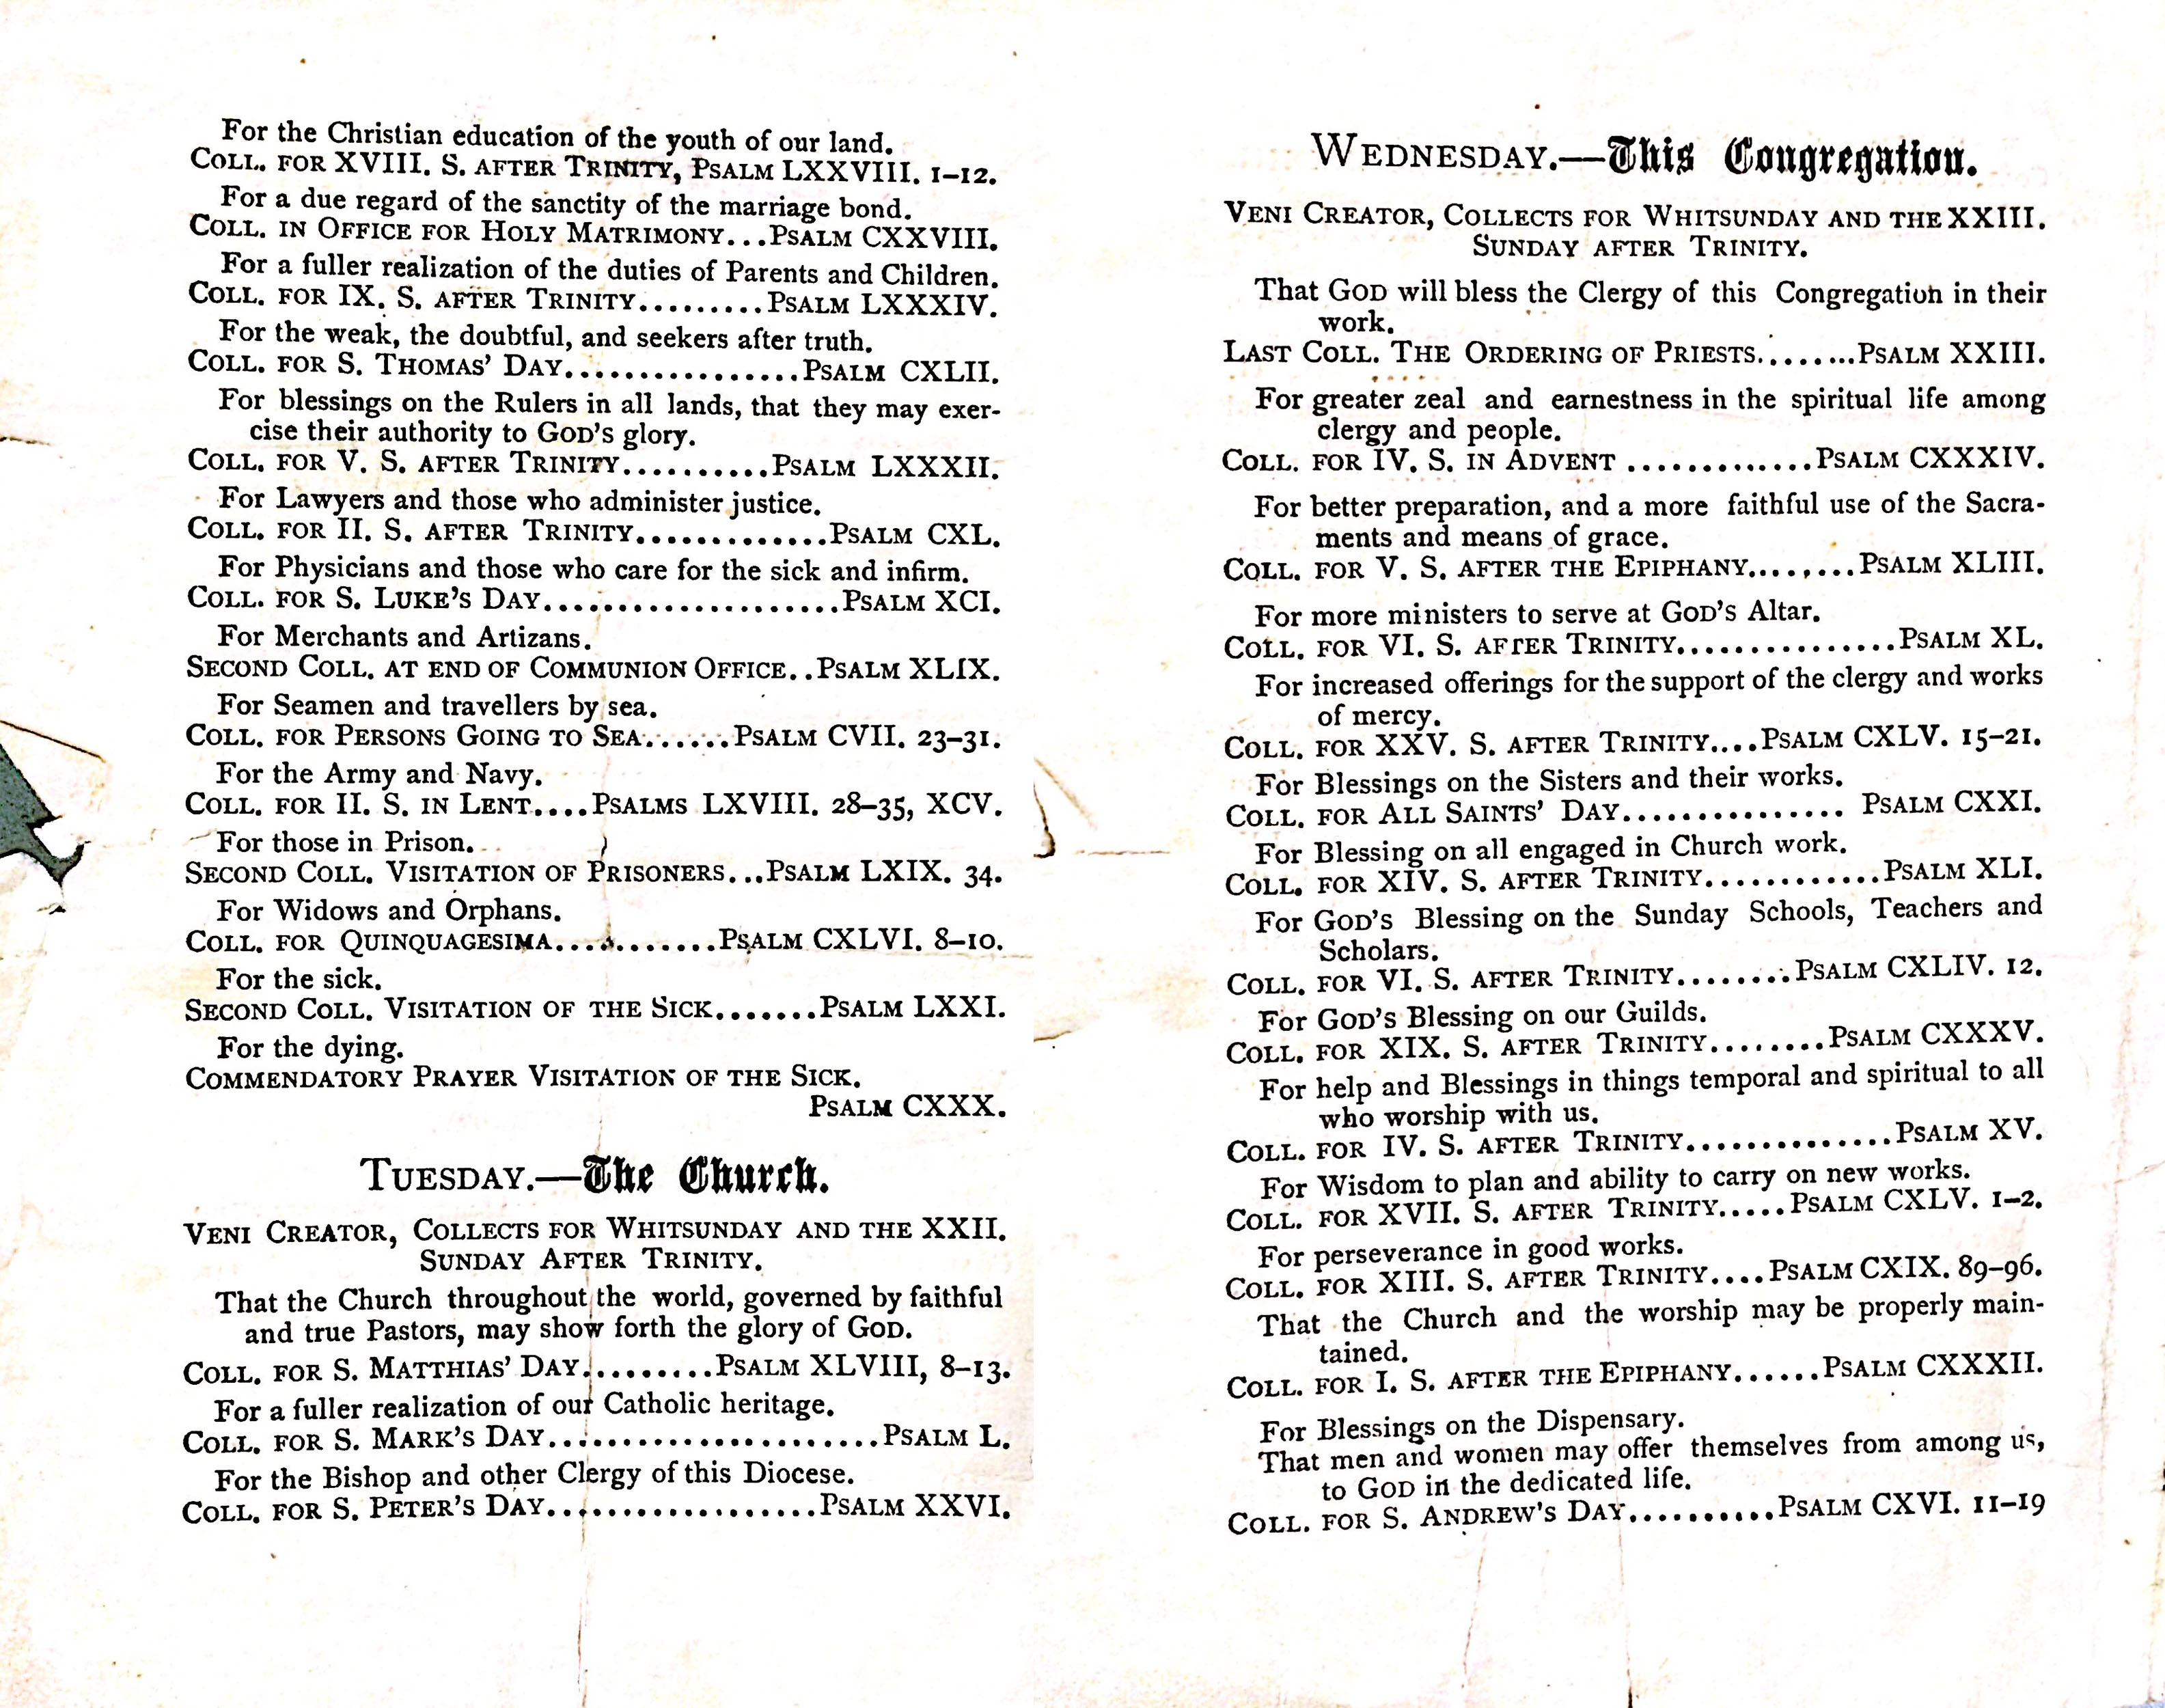 For the Christian education of the youth of our land.
COLL. FOR XVIII. S. AFTER TRINITY, PSALM LXXVIII. 1–12.
For a due regard of the sanctity of the marriage bond.
COLL. IN OFFICE FOR HOLY MATRIMONY...PSALM CXXVIII.
For a fuller realization of the duties of Parents and Children.
COLL. FOR IX. S. AFTER TRINITY.........PSALM LXXXIV.
For the weak, the doubtful, and seekers after truth.
COLL. FOR S. THOMAS' DAY................PSALM CXLII.
For blessings on the Rulers in all lands, that they may exer-
cise their authority to GOD'S glory.
COLL. FOR V. S. AFTER TRINITY..........PSALM LXXXII.
For Lawyers and those who administer justice.
COLL. FOR II. S. AFTER TRINITY.............PSALM CXL.
For Physicians and those who care for the sick and infirm.
COLL. FOR S. LUKE'S DAY....................PSALM XCI.
For Merchants and Artizans.
SECOND COLL. AT END OF COMMUNION OFFICE..PSALM XLIX.
For Seamen and travellers by sea.
COLL. FOR PERSONS GOING TO SEA......PSALM CVII. 23–31.
For the Army and Navy.
COLL. FOR II. S. IN LENT....PSALMS LXVIII. 28–35, XCV.
For those in Prison.
SECOND COLL. VISITATION OF PRISONERS...PSALM LXIX. 34.
For Widows and Orphans.
COLL. FOR QUINQUAGESIMA...........PSALM CXLVI. 8–10.
For the sick.
SECOND COLL. VISITATION OF THE SICK.......PSALM LXXI.
For the dying.
COMMENDATORY PRAYER VISITATION OF THE SICK.
PSALM CXXX.
TUESDAY.—The Church.
VENI CREATOR, COLLECTS FOR WHITSUNDAY AND THE XXII.
SUNDAY AFTER TRINITY.
That the Church throughout the world, governed by faithful
and true Pastors, may show forth the glory of GOD.
COLL. FOR S. MATTHIAS' DAY.........PSALM XLVIII, 8–13.
For a fuller realization of our Catholic heritage.
COLL. FOR S. MARK'S DAY......................PSALM L.
For the Bishop and other Clergy of this Diocese.
COLL. FOR S. PETER'S DAY..................PSALM XXVI.
WEDNESDAY.—This Congregation.
VENI CREATOR, COLLECTS FOR WHITSUNDAY AND THE XXIII.
SUNDAY AFTER TRINITY.
That GOD will bless the Clergy of this Congregation in their
work.
LAST COLL. THE ORDERING OF PRIESTS........PSALM XXIII.
For greater zeal and earnestness in the spiritual life among
clergy and people.
COLL. FOR IV. S. IN ADVENT .............PSALM CXXXIV.
For better preparation, and a more faithful use of the Sacra-
ments and means of grace.
COLL. FOR V. S. AFTER THE EPIPHANY........PSALM XLIII.
For more ministers to serve at GOD'S Altar.
COLL. FOR VI. S. AFTER TRINITY...............PSALM XL.
For increased offerings for the support of the clergy and works
of mercy.
COLL. FOR XXV. S. AFTER TRINITY....PSALM CXLV. 15–21.
For Blessings on the Sisters and their works.
COLL. FOR ALL SAINTS' DAY............... PSALM CXXI.
For Blessing on all engaged in Church work.
COLL. FOR XIV. S. AFTER TRINITY............PSALM XLI.
For GOD'S Blessing on the Sunday Schools, Teachers and
Scholars.
COLL. FOR VI. S. AFTER TRINITY........PSALM CXLIV. 12.
For GOD'S Blessing on our Guilds.
COLL. FOR XIX. S. AFTER TRINITY........PSALM CXXXV.
For help and Blessings in things temporal and spiritual to all
who worship with us.
COLL. FOR IV. S. AFTER TRINITY..............PSALM XV.
For Wisdom to plan and ability to carry on new works.
COLL. FOR XVII. S. AFTER TRINITY.....PSALM CXLV. 1–2.
For perseverance in good works.
COLL. FOR XIII. S. AFTER TRINITY....PSALM CXIX. 89–96.
That the Church and the worship may be properly main-
tained.
COLL. FOR I. S. AFTER THE EPIPHANY......PSALM CXXXII.
For Blessings on the Dispensary.
That men and women may offer themselves from among us,
to GOD in the dedicated life.
COLL. FOR S. ANDREW'S DAY..........PSALM CXVI. 11–19